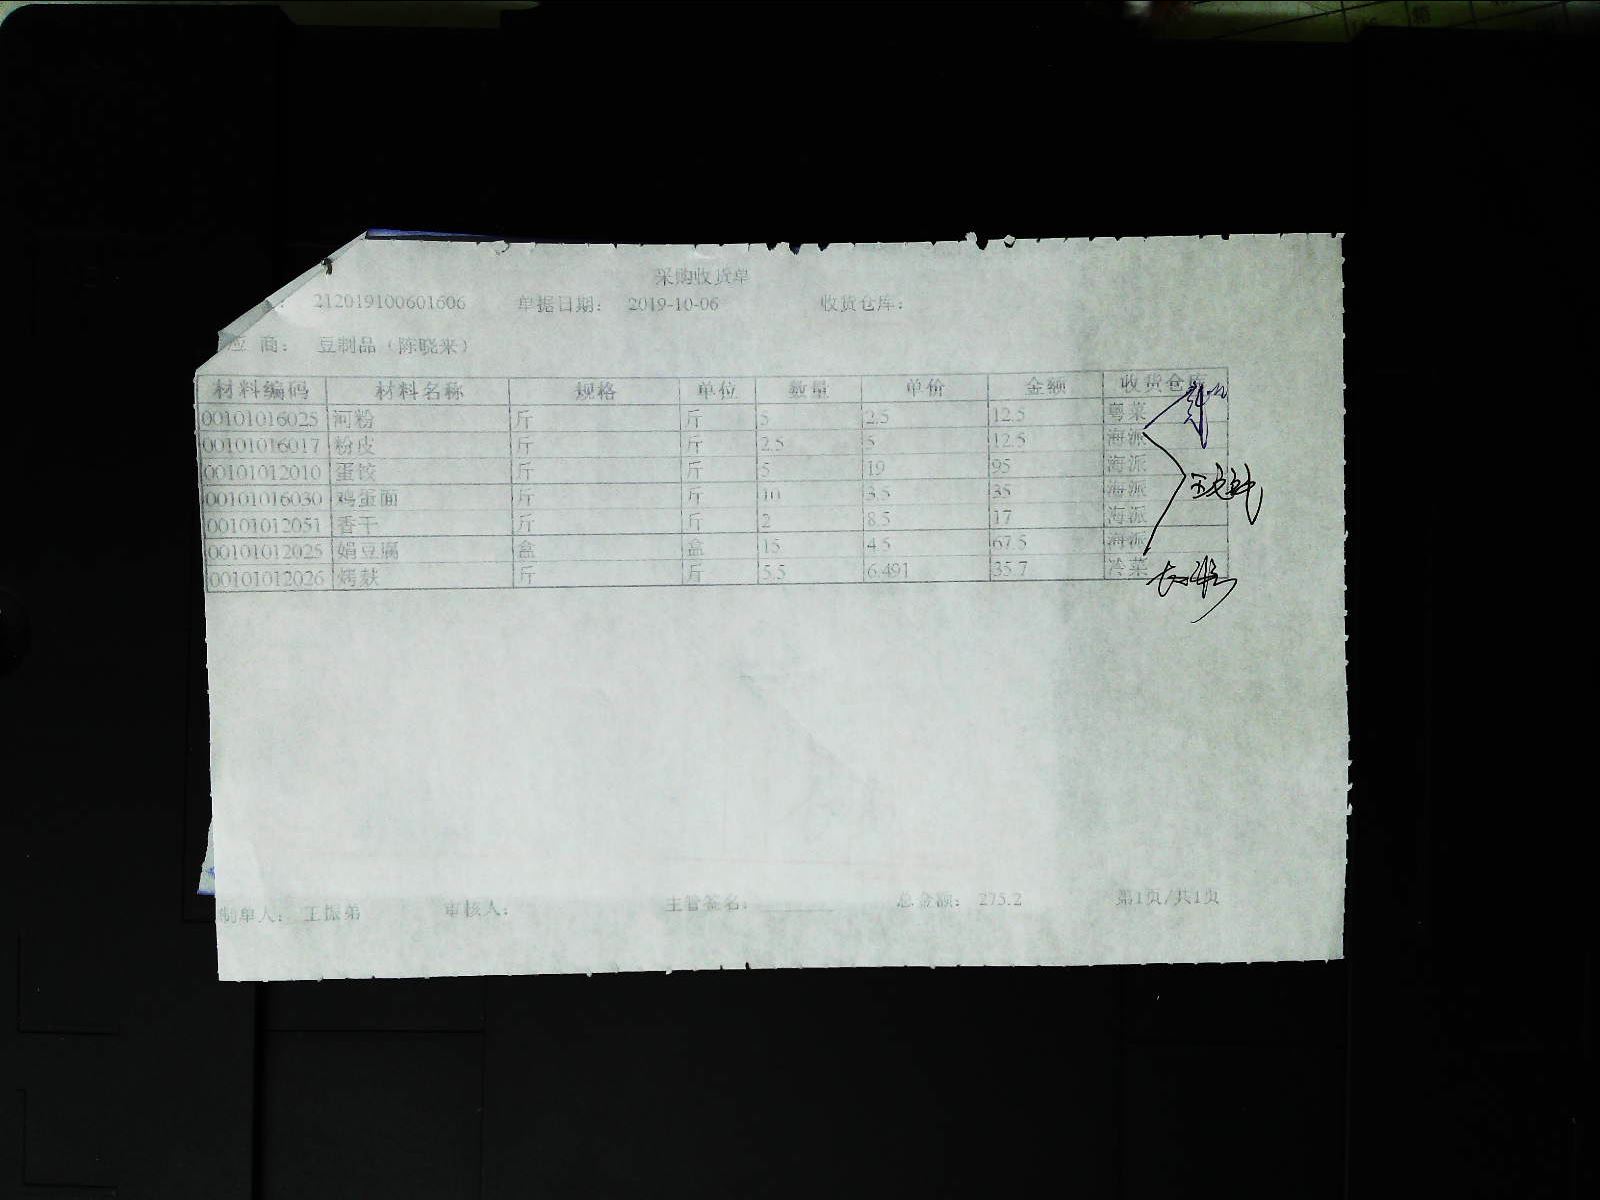 采购收货单
212019100601606 单据日期： 2019-10-06 收货仓库：
应 商： 豆制品（陈晓来）
材料编码 材料名称 规格 单位 数量 单价 金额 收货仓库
00101016025 河粉 斤 斤 5 2.5 12.5 粤菜
00101016017 粉皮 斤 斤 2.5 5 12.5 海派
00101012010 蛋饺 斤 斤 5 19 95 海派
00101016030 鸡蛋面 斤 斤 10 3.5 35 海派
00101012051 香干 斤 斤 2 8.5 17 海派
00101012025 绢豆腐 盒 盒 15 4.5 67.5 海派
00101012026 烤麸 斤 斤 5.5 6.491 35.7 冷菜
制单人： 王振弟 审核人： 主管签名： 总金额： 275.2 第1页/共1页